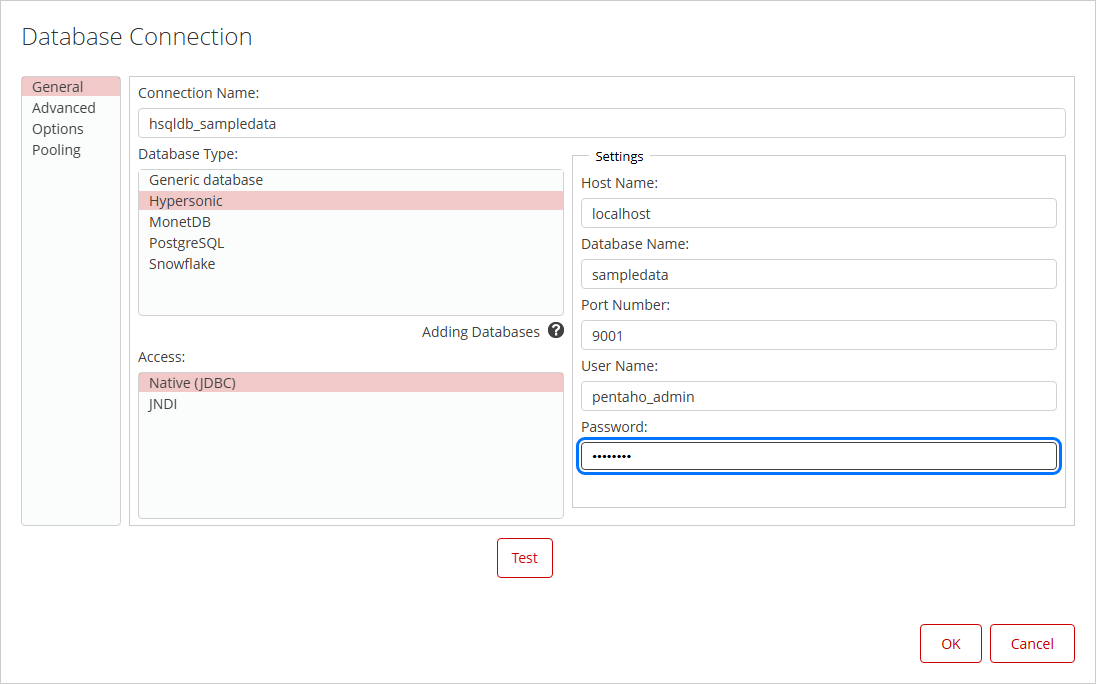 Database Connection
General
Advanced
Options
Pooling
Connection Name:
hsqldb_sampledata
Database Type:
Generic database
Hypersonic
MonetDB
PostgreSQL
Snowflake
Adding Databases ?
Access:
Native (JDBC)
JNDI
Settings
Host Name:
localhost
Database Name:
sampledata
Port Number:
9001
User Name:
pentaho_admin
Password:
••••••••
Test
OK
Cancel